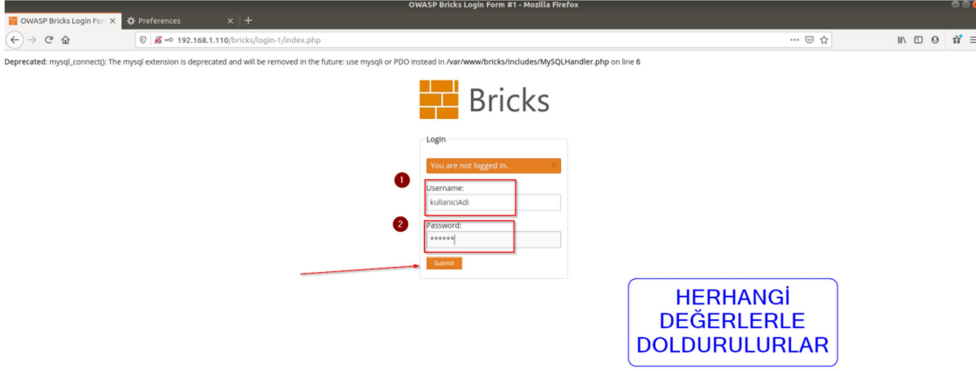 OWASP Bricks Login Form #1 - Mozilla Firefox
OWASP Bricks Login Form
Preferences
192.168.1.110/bricks/login-1/index.php
Deprecated: mysql_connect(): The mysql extension is deprecated and will be removed in the future: use mysqli or PDO instead in /var/www/bricks/includes/MySQLHandler.php on line 6
Bricks
Login
You are not logged in.
1
Username:
kullaniciAdi
2
Password:
******
Submit
HERHANGİ
DEĞERLERLE
DOLDURULURLAR